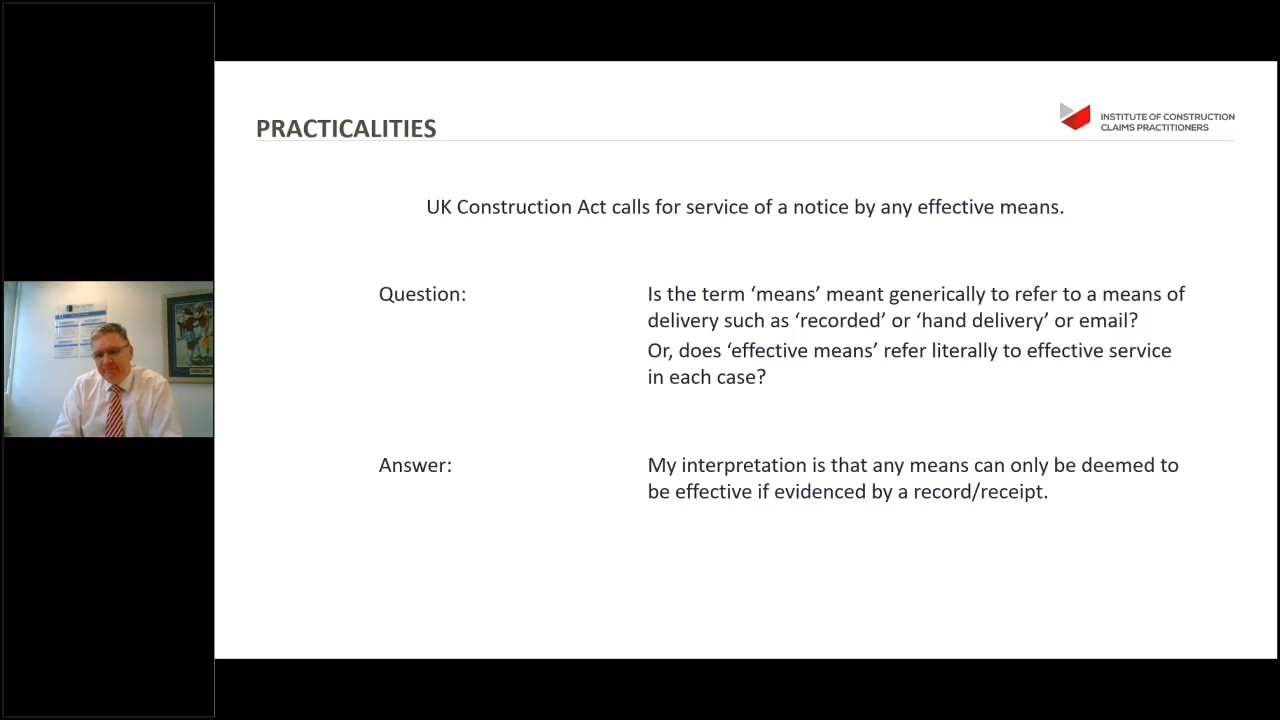 PRACTICALITIES
INSTITUTE OF CONSTRUCTION
CLAIMS PRACTITIONERS
UK Construction Act calls for service of a notice by any effective means.
Question:
Is the term ‘means’ meant generically to refer to a means of
delivery such as ‘recorded’ or ‘hand delivery’ or email?
Or, does ‘effective means’ refer literally to effective service
in each case?
Answer:
My interpretation is that any means can only be deemed to
be effective if evidenced by a record/receipt.